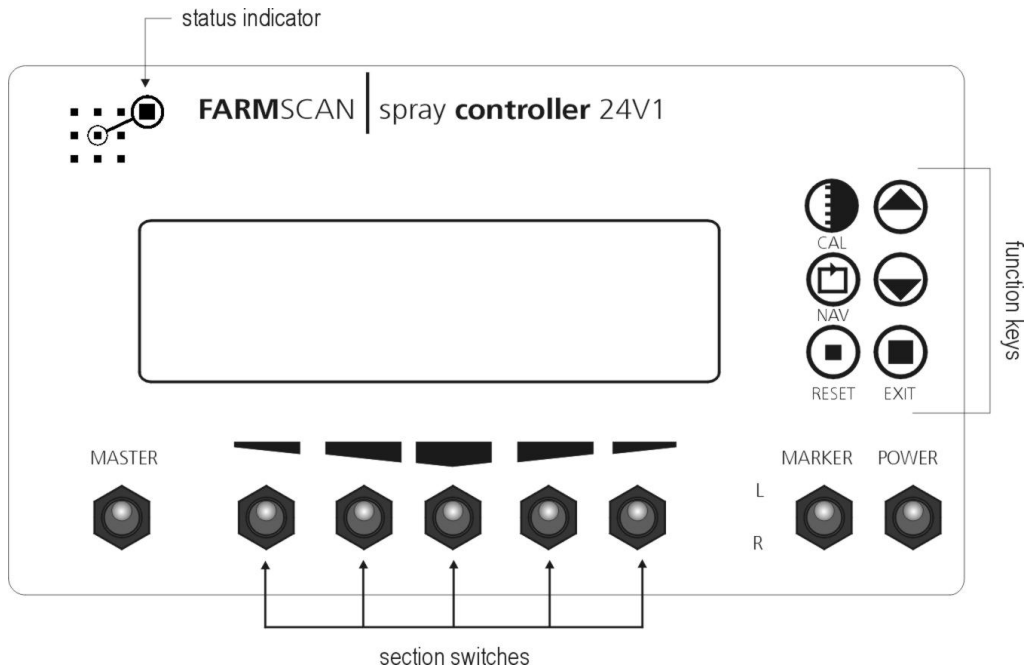 status indicator
FARMSCAN spray controller 24V1
CAL
NAV
RESET EXIT
function keys
MASTER
MARKER POWER
L
R
section switches